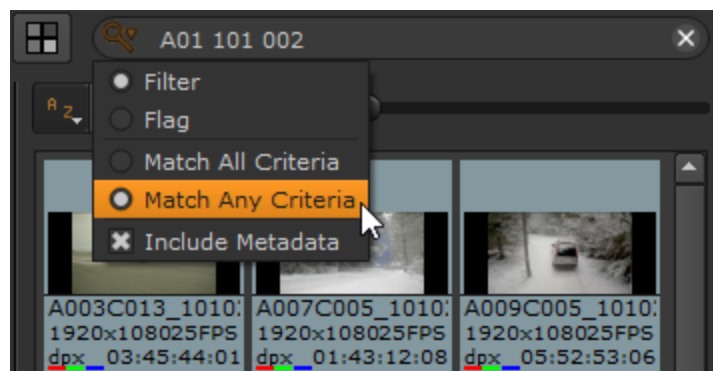 A01 101 002
Filter
A Z
Flag
Match All Criteria
Match Any Criteria
Include Metadata
A003C013_1010 A007C005_1010 A009C005_1010
1920x108025FPS 1920x108025FPS 1920x108025FPS
dpx 03:45:44:01 dpx 01:43:12:08 dpx 05:52:53:06